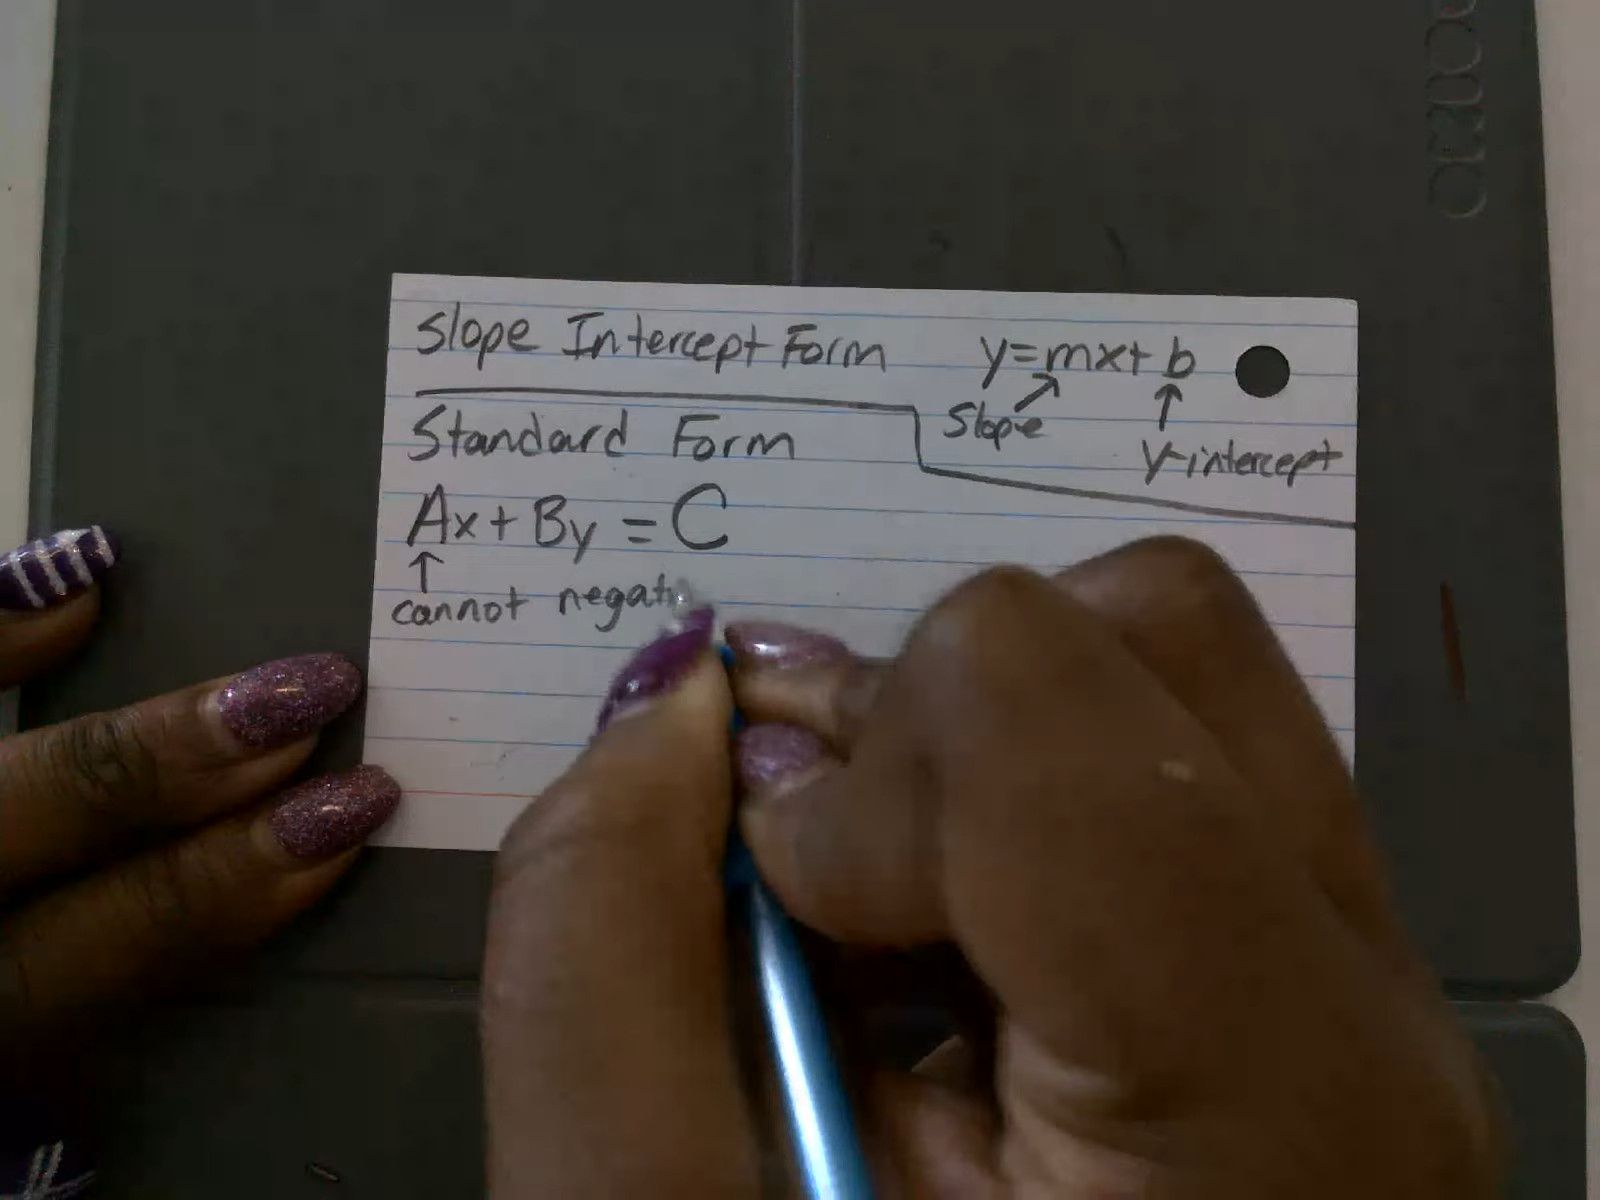 Slope Intercept Form y=mx+b
Slope
y-intercept
Standard Form
Ax+By=C
cannot